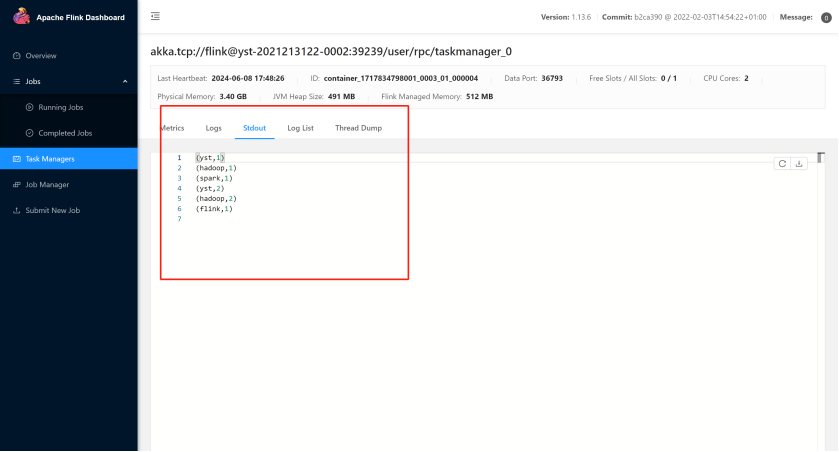 Apache Flink Dashboard
Version: 1.13.6 Commit: b2ca390 @ 2022-02-03T14:54:22+01:00 Message: 0
Overview
Jobs
Running Jobs
Completed Jobs
Task Managers
Job Manager
Submit New Job
akka.tcp://flink@yst-2021213122-0002:39239/user/rpc/taskmanager_0
Last Heartbeat: 2024-06-08 17:48:26 ID: container_1717834798001_0003_01_000004 Data Port: 36793 Free Slots / All Slots: 0 / 1 CPU Cores: 2
Physical Memory: 3.40 GB JVM Heap Size: 491 MB Flink Managed Memory: 512 MB
Metrics Logs Stdout Log List Thread Dump
1 (yst,1)
2 (hadoop,1)
3 (spark,1)
4 (yst,2)
5 (hadoop,2)
6 (flink,1)
7